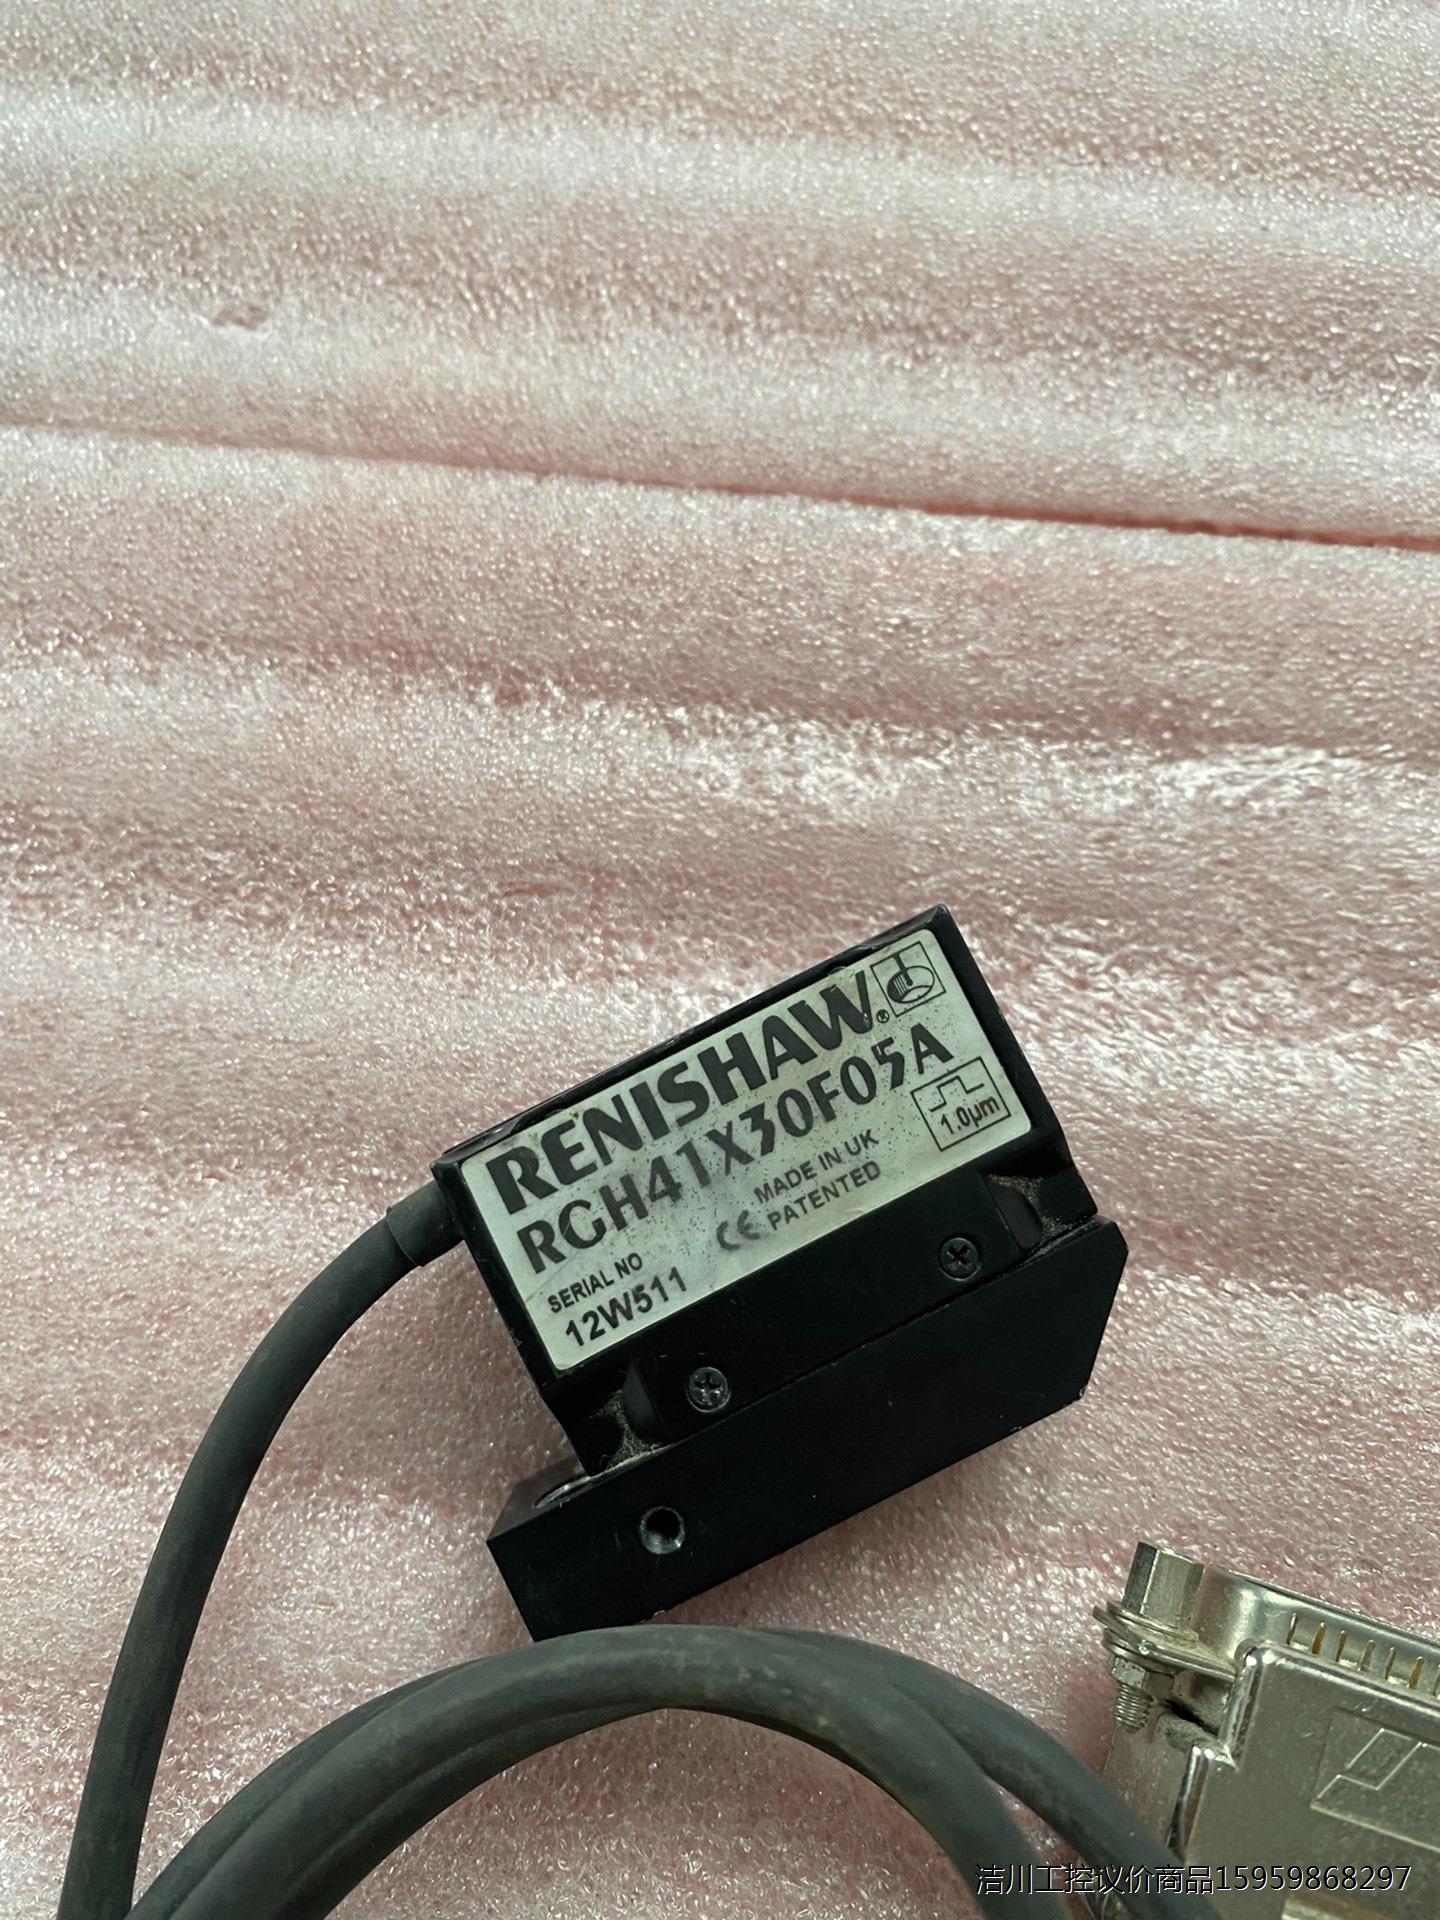 RENISHAW®
RGH41X30F05A
1.0µm
MADE IN UK
CE PATENTED
SERIAL NO
12W511
洁川工控议价商品15959868297